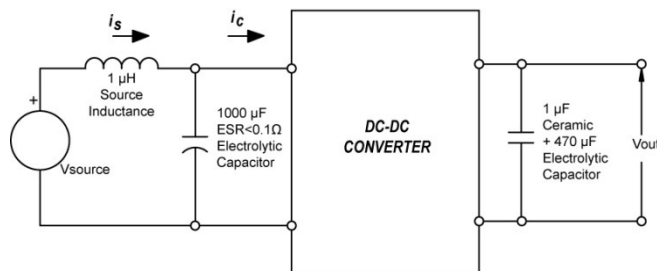 iS
iC
+
1 µH
Source
Inductance
Vsource
1000 µF
ESR<0.1Ω
Electrolytic
Capacitor
DC-DC
CONVERTER
1 µF
Ceramic
+ 470 µF
Electrolytic
Capacitor
Vout